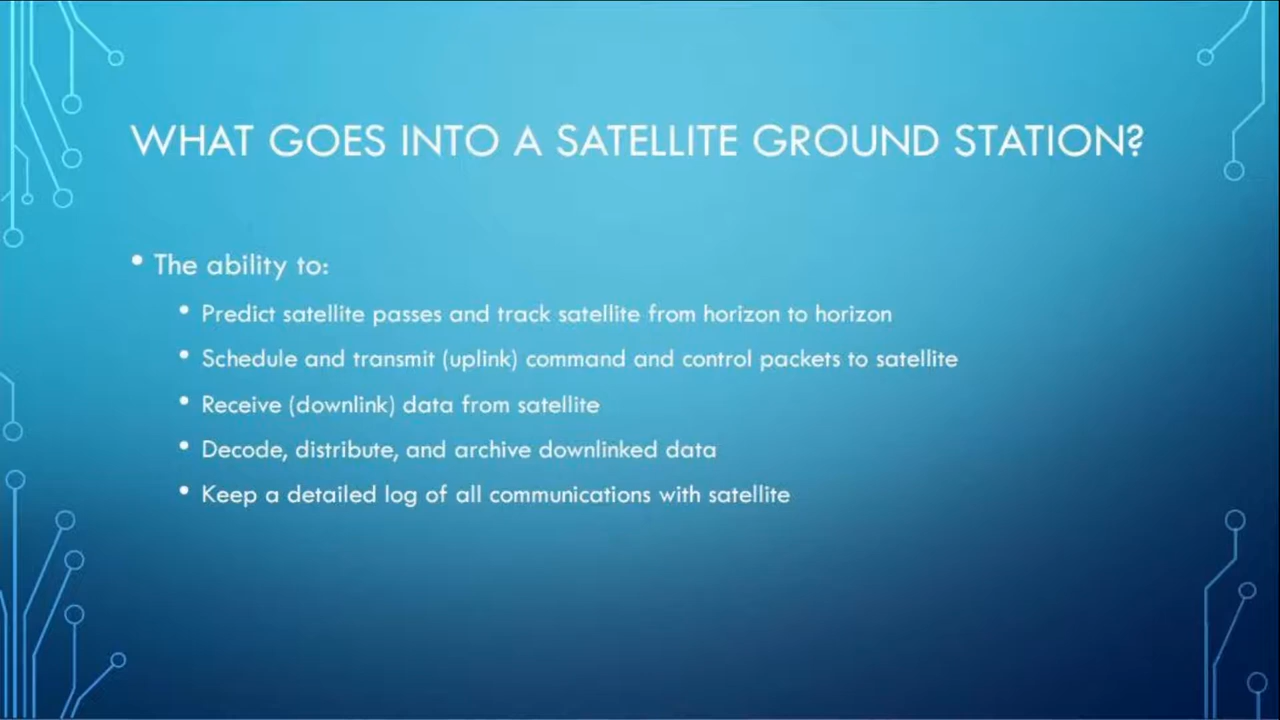 WHAT GOES INTO A SATELLITE GROUND STATION?
• The ability to:
• Predict satellite passes and track satellite from horizon to horizon
• Schedule and transmit (uplink) command and control packets to satellite
• Receive (downlink) data from satellite
• Decode, distribute, and archive downlinked data
• Keep a detailed log of all communications with satellite